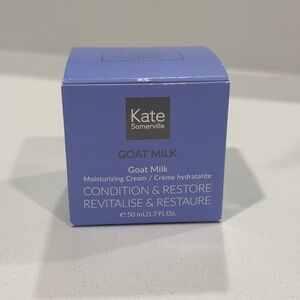 Kate
Somerville
GOAT MILK
Goat Milk
Moisturizing Cream / Crème hydratante
CONDITION & RESTORE
REVITALISE & RESTAURE
℮ 50 mL|1.7 Fl Oz.